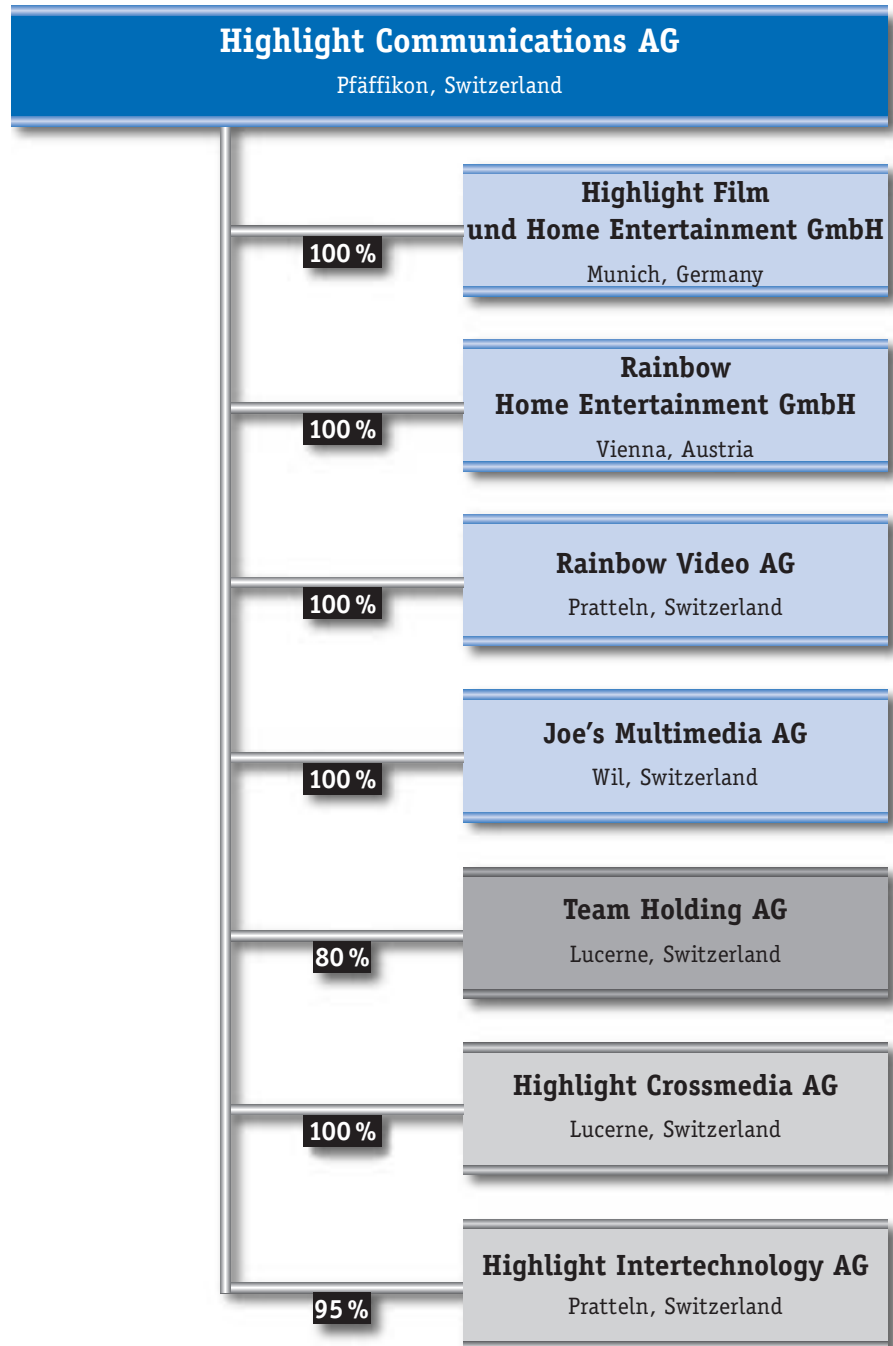 Highlight Communications AG
Pfäffikon, Switzerland
Highlight Film
und Home Entertainment GmbH
Munich, Germany
100 %
Rainbow
Home Entertainment GmbH
Vienna, Austria
100 %
Rainbow Video AG
Pratteln, Switzerland
100 %
Joe’s Multimedia AG
Wil, Switzerland
100 %
Team Holding AG
Lucerne, Switzerland
80 %
Highlight Crossmedia AG
Lucerne, Switzerland
100 %
Highlight Intertechnology AG
Pratteln, Switzerland
95 %